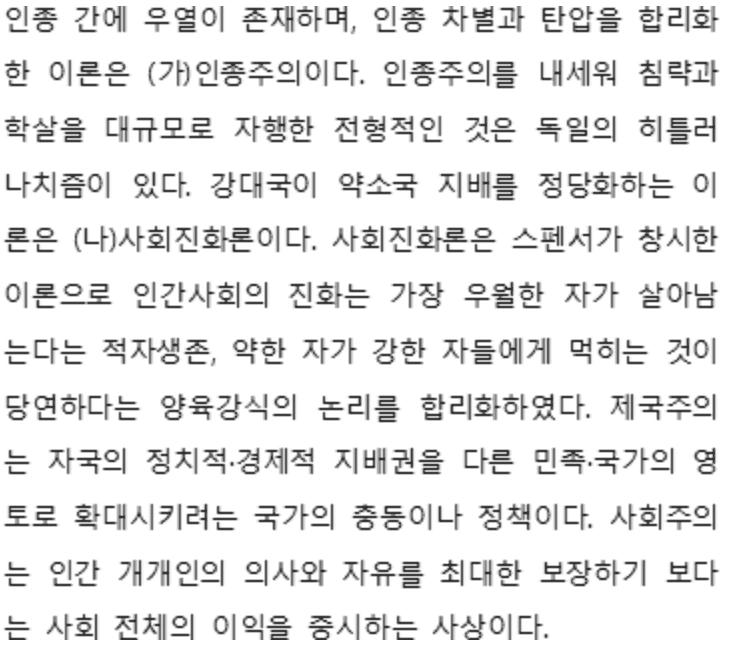 인종 간에 우열이 존재하며, 인종 차별과 탄압을 합리화
한 이론은 (가)인종주의이다. 인종주의를 내세워 침략과
학살을 대규모로 자행한 전형적인 것은 독일의 히틀러
나치즘이 있다. 강대국이 약소국 지배를 정당화하는 이
론은 (나)사회진화론이다. 사회진화론은 스펜서가 창시한
이론으로 인간사회의 진화는 가장 우월한 자가 살아남
는다는 적자생존, 약한 자가 강한 자들에게 먹히는 것이
당연하다는 양육강식의 논리를 합리화하였다. 제국주의
는 자국의 정치적·경제적 지배권을 다른 민족·국가의 영
토로 확대시키려는 국가의 충동이나 정책이다. 사회주의
는 인간 개개인의 의사와 자유를 최대한 보장하기 보다
는 사회 전체의 이익을 중시하는 사상이다.